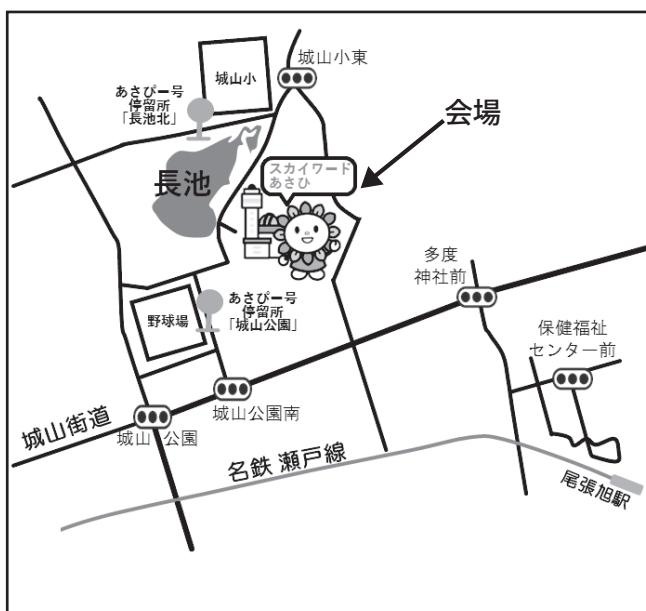 城山小東
城山小
あさぴー号
停留所
「長池北」
会場
スカイワード
あさひ
長池
多度
神社前
あさぴー号
停留所
「城山公園」
野球場
保健福祉
センター前
城山公園南
城山街道
城山公園
名鉄 瀬戸線
尾張旭駅